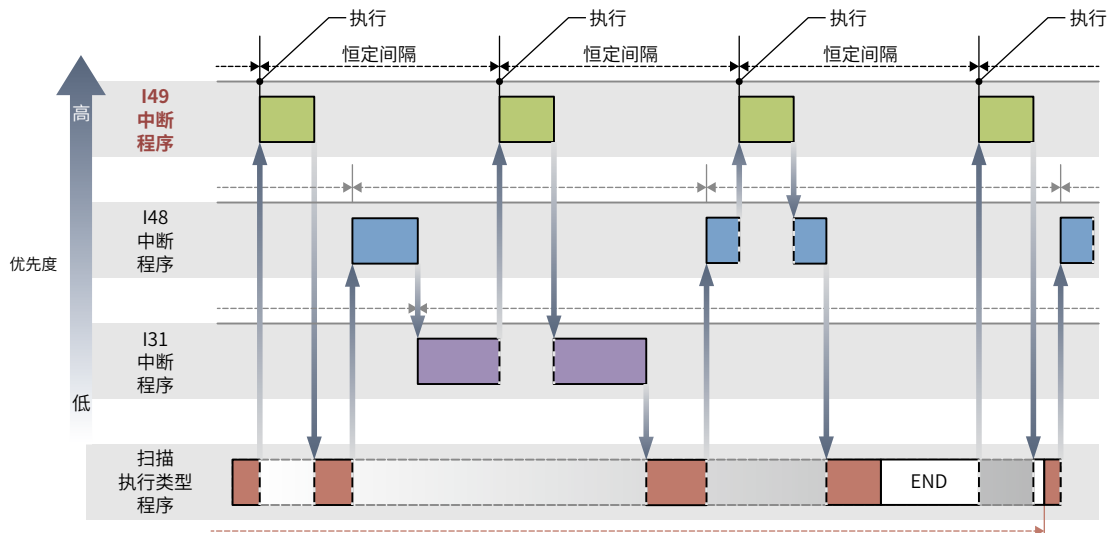 执行
执行
执行
执行
恒定间隔
恒定间隔
恒定间隔
高
I49
中断
程序
I48
中断
程序
优先度
I31
中断
程序
低
扫描
执行类型
程序
END